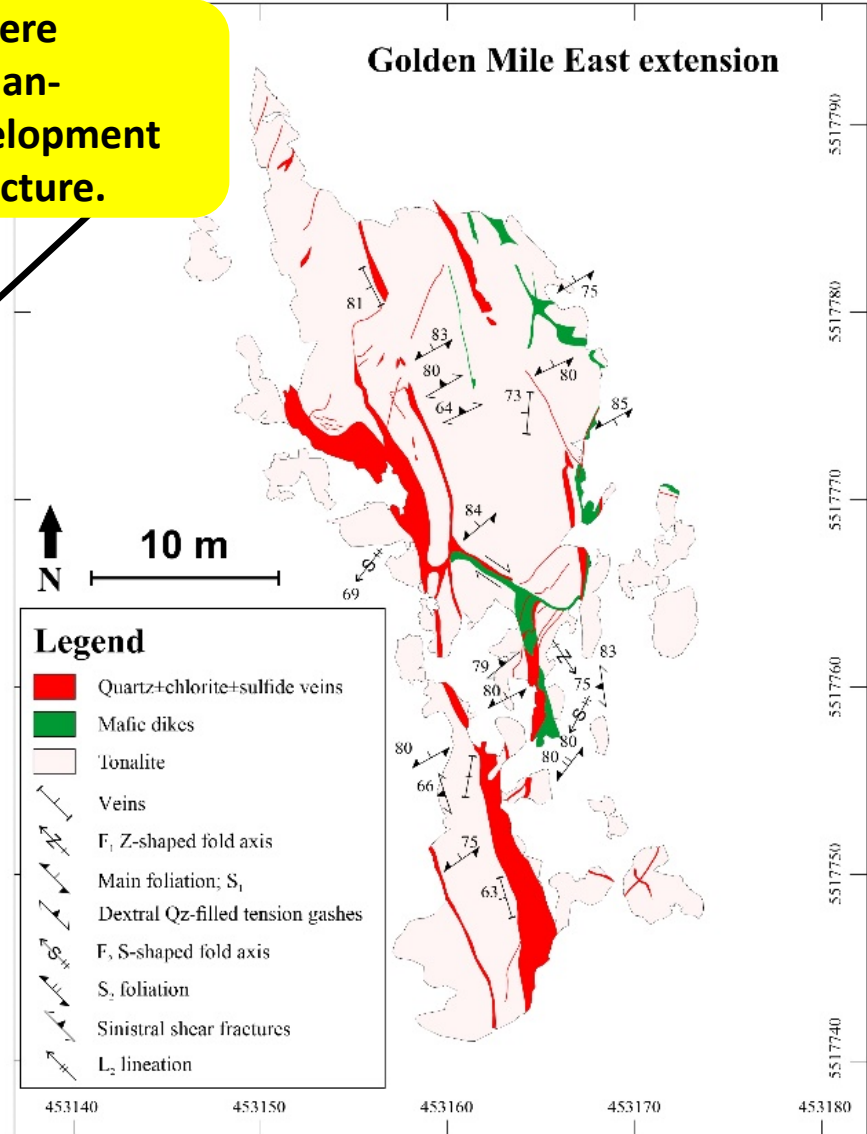 ere
an-
elopment
cture.
Golden Mile East extension
5517790
75
5517780
81
83
80
80
64
73
85
5517770
84
10 m
N
S
69
Legend
Quartz+chlorite+sulfide veins
Mafic dikes
Tonalite
Veins
F₁ Z-shaped fold axis
Main foliation; S₁
Dextral Qz-filled tension gashes
F₂ S-shaped fold axis
S₂ foliation
Sinistral shear fractures
L₂ lineation
79
Z
83
75
80
S
5517760
80
80
80
66
75
63
5517750
5517740
453140
453150
453160
453170
453180